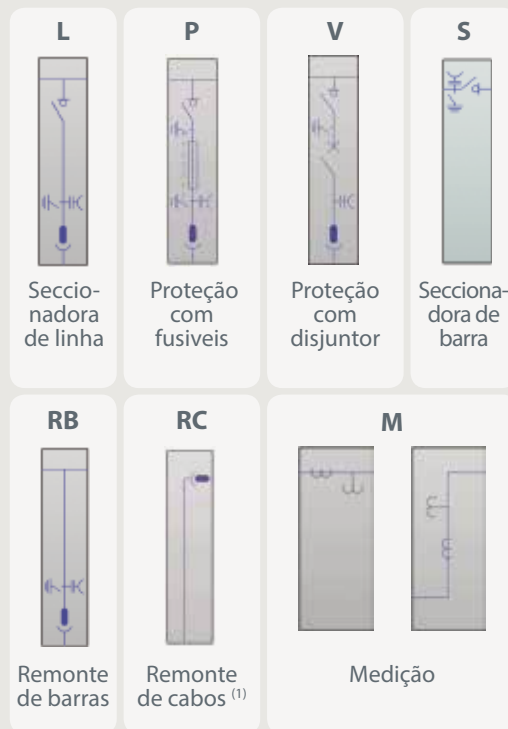 L
Seccio-
nadora
de linha
P
Proteção
com
fusiveis
V
Proteção
com
disjuntor
S
Secciona-
dora de
barra
RB
Remonte
de barras
RC
Remonte
de cabos (1)
M
Medição